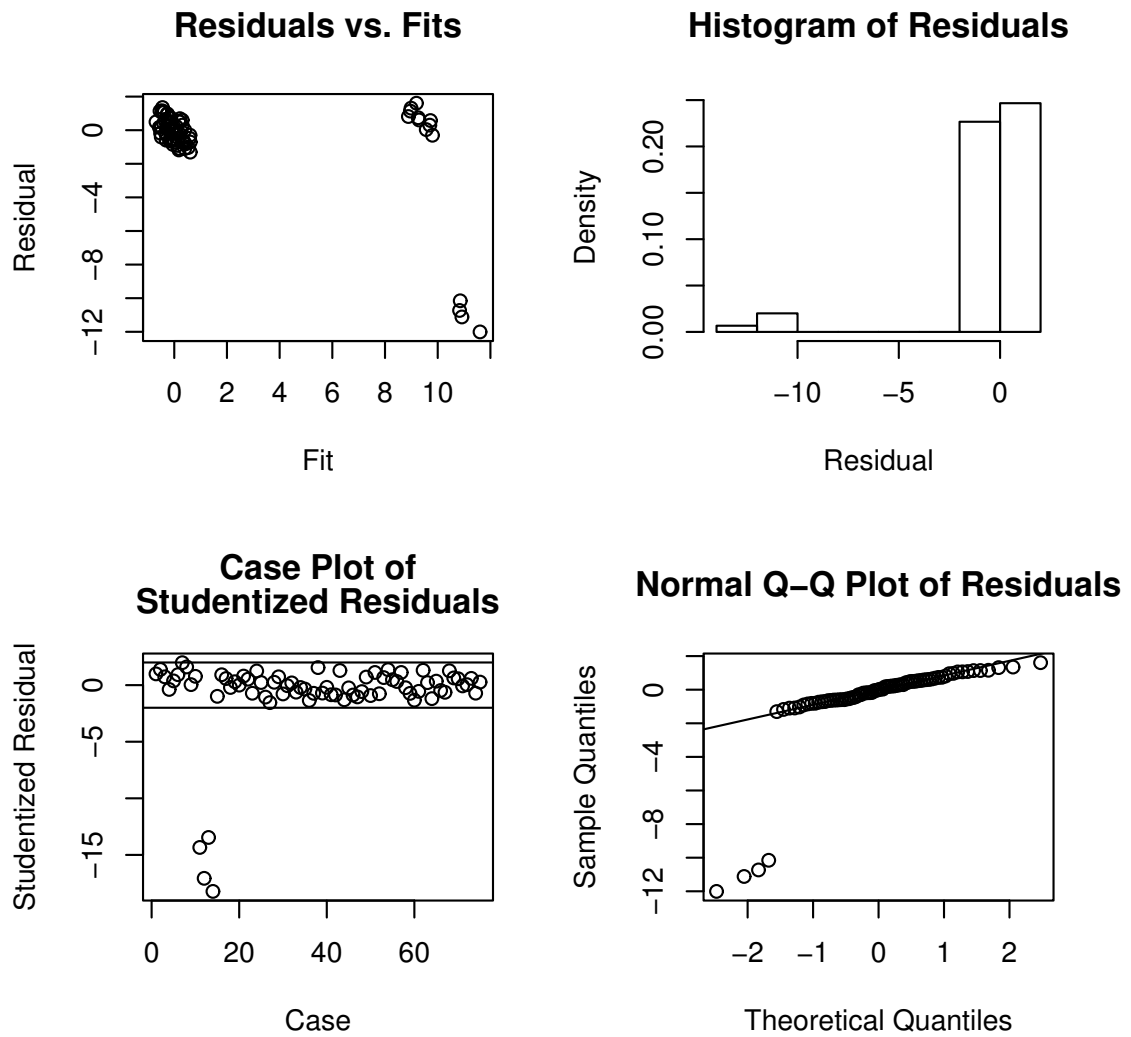 Residuals vs. Fits
0
−4
−8
−12
Residual
0 2 4 6 8 10
Fit
Histogram of Residuals
0.20
0.10
0.00
Density
−10 −5 0
Residual
Case Plot of
Studentized Residuals
0
−5
−15
Studentized Residual
0 20 40 60
Case
Normal Q−Q Plot of Residuals
0
−4
−8
−12
Sample Quantiles
−2 −1 0 1 2
Theoretical Quantiles